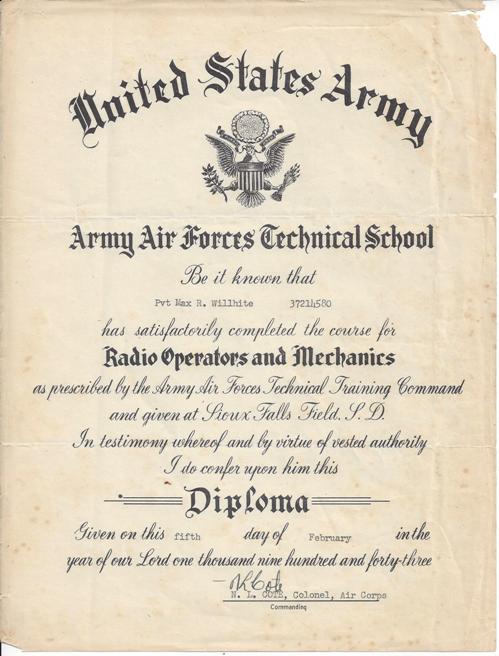 United States Army
Army Air Forces Technical School
Be it known that
Pvt Max R. Willhite 37214580
has satisfactorily completed the course for
Radio Operators and Mechanics
as prescribed by the Army Air Forces Technical Training Command
and given at Sioux Falls Field, S. D.
In testimony whereof and by virtue of vested authority
I do confer upon him this
Diploma
Given on this fifth day of February in the
year of our Lord one thousand nine hundred and forty-three
N L Cote
N. L. COTE, Colonel, Air Corps
Commanding